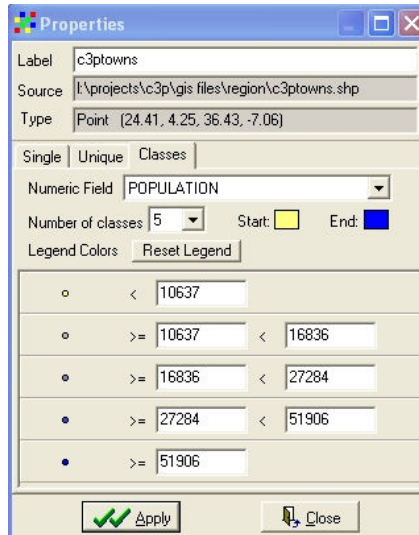 Properties
Label c3ptowns
Source I:\projects\c3p\gis files\region\c3ptowns.shp
Type Point (24.41, 4.25, 36.43, -7.06)
Single Unique Classes
Numeric Field POPULATION
Number of classes 5 Start: End:
Legend Colors Reset Legend
< 10637
>= 10637 < 16836
>= 16836 < 27284
>= 27284 < 51906
>= 51906
Apply Close